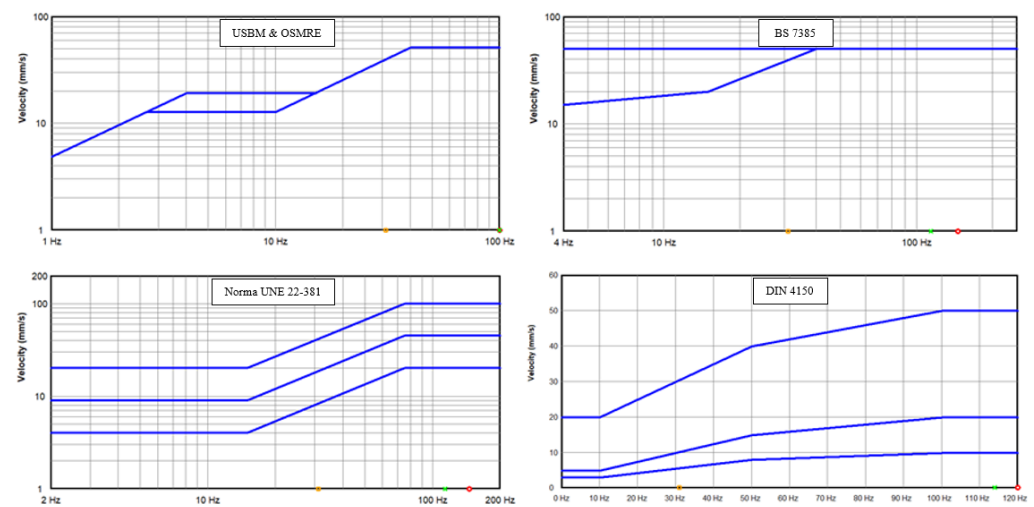 USBM & OSMRE
100
10
1
Velocity (mm/s)
1 Hz 10 Hz 100 Hz
BS 7385
100
10
1
Velocity (mm/s)
4 Hz 10 Hz 100 Hz
Norma UNE 22-381
200
100
10
1
Velocity (mm/s)
2 Hz 10 Hz 100 Hz 200 Hz
DIN 4150
60
50
40
30
20
10
0
Velocity (mm/s)
0 Hz 10 Hz 20 Hz 30 Hz 40 Hz 50 Hz 60 Hz 70 Hz 80 Hz 90 Hz 100 Hz 110 Hz 120 Hz